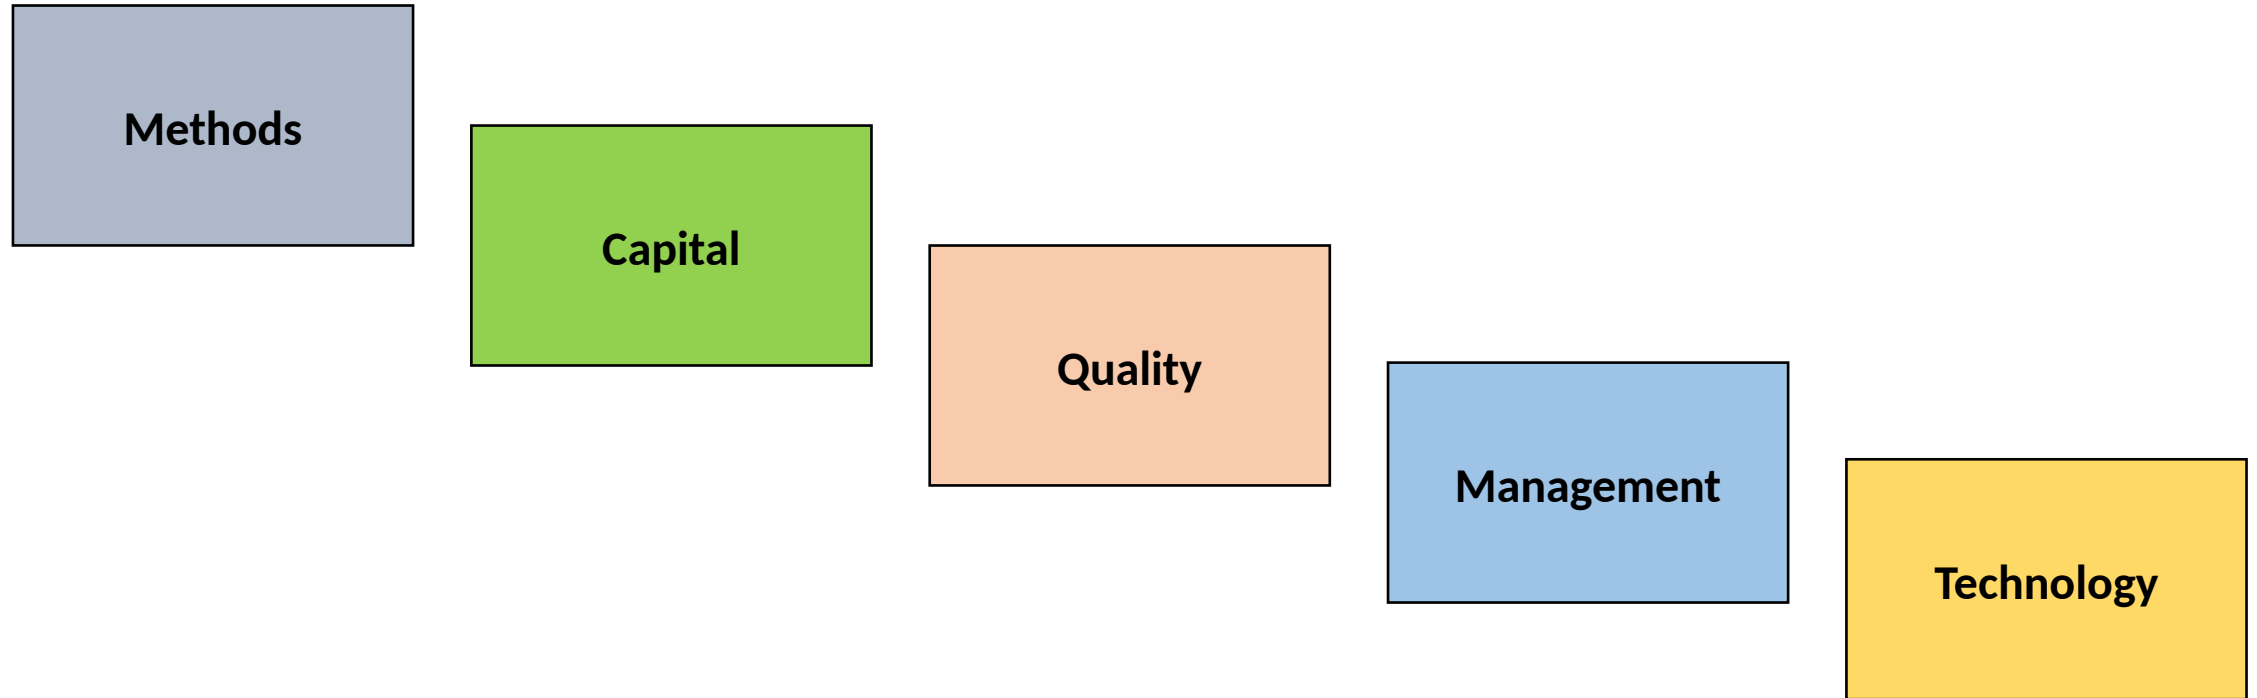 Methods
Capital
Quality
Management
Technology